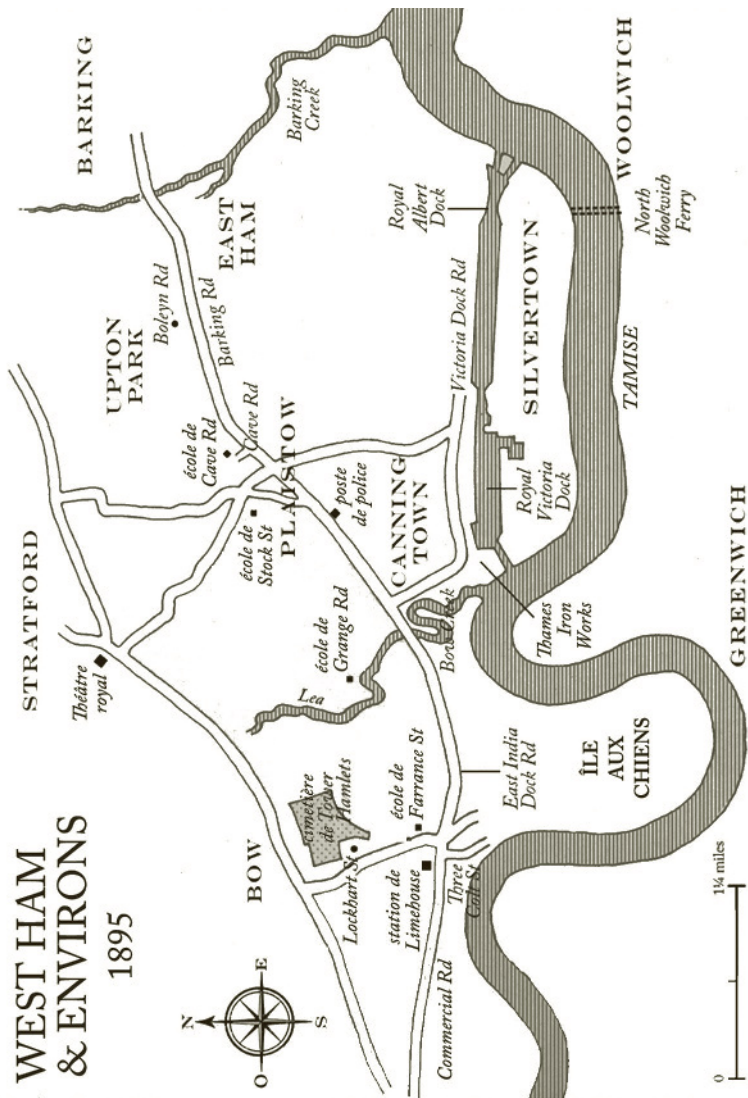 WEST HAM
& ENVIRONS
1895
N
O
E
S
STRATFORD
Théâtre
royal
BOW
cimetière
de Tower
Hamlets
Lockhart St
station de
Limehouse
école de
Farrance St
Three
Colt St
Commercial Rd
East India
Dock Rd
ÎLE
AUX
CHIENS
Lea
école de
Grange Rd
Bow Creek
Thames
Iron
Works
GREENWICH
école de
Stock St
école de
Cave Rd
Cave Rd
PLAISTOW
poste
de police
CANNING
TOWN
UPTON
PARK
Boleyn Rd
Barking Rd
EAST
HAM
BARKING
Barking
Creek
Victoria Dock Rd
Royal
Victoria
Dock
Royal
Albert
Dock
SILVERTOWN
TAMISE
North
Woolwich
Ferry
WOOLWICH
0
1¼ miles